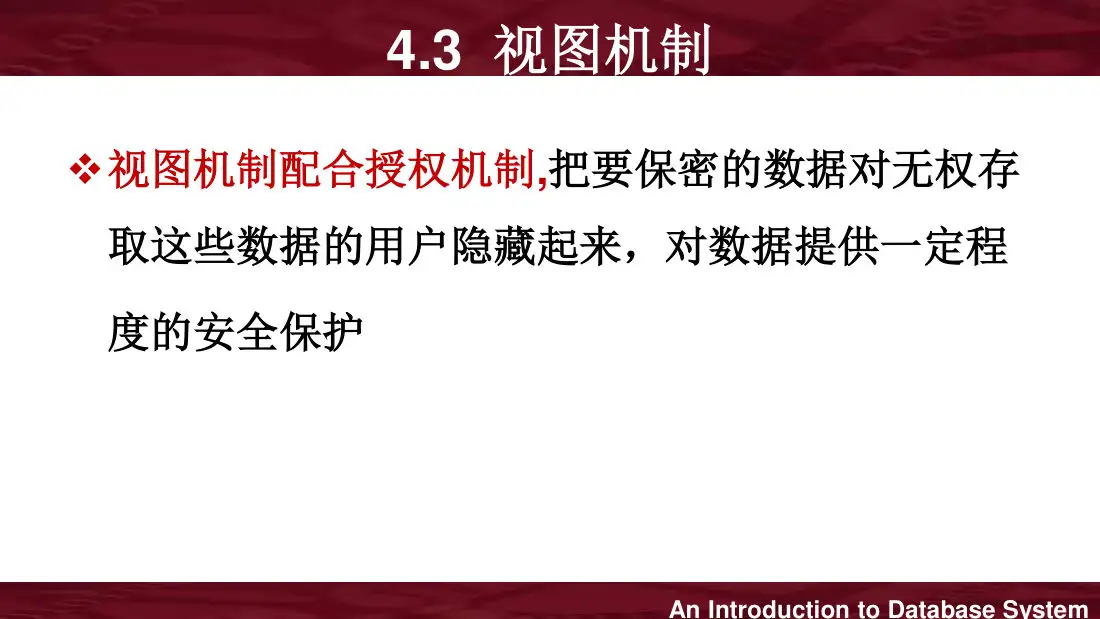 4.3 视图机制
❖视图机制配合授权机制,把要保密的数据对无权存
取这些数据的用户隐藏起来，对数据提供一定程
度的安全保护
An Introduction to Database System